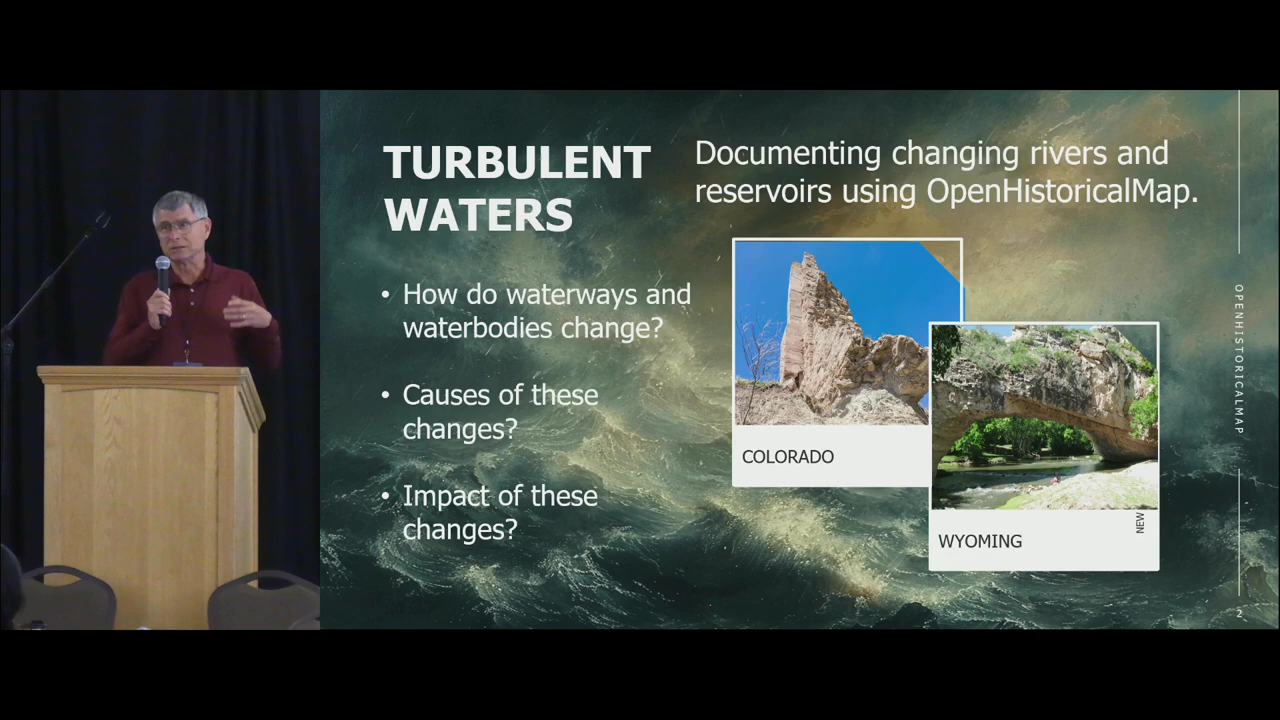 TURBULENT
WATERS
Documenting changing rivers and
reservoirs using OpenHistoricalMap.
• How do waterways and
waterbodies change?
• Causes of these
changes?
• Impact of these
changes?
COLORADO
WYOMING
NEW
OPENHISTORICALMAP
2